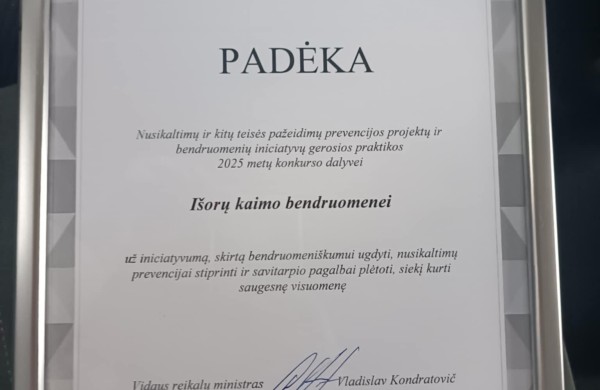 PADĖKA
Nusikaltimų ir kitų teisės pažeidimų prevencijos projektų ir
bendruomenių iniciatyvų gerosios praktikos
2025 metų konkurso dalyvei
Išorų kaimo bendruomenei
už iniciatyvumą, skirtą bendruomeniškumui ugdyti, nusikaltimų
prevencijai stiprinti ir savitarpio pagalbai plėtoti, siekį kurti
saugesnę visuomenę
Vidaus reikalų ministras Vladislav Kondratovič